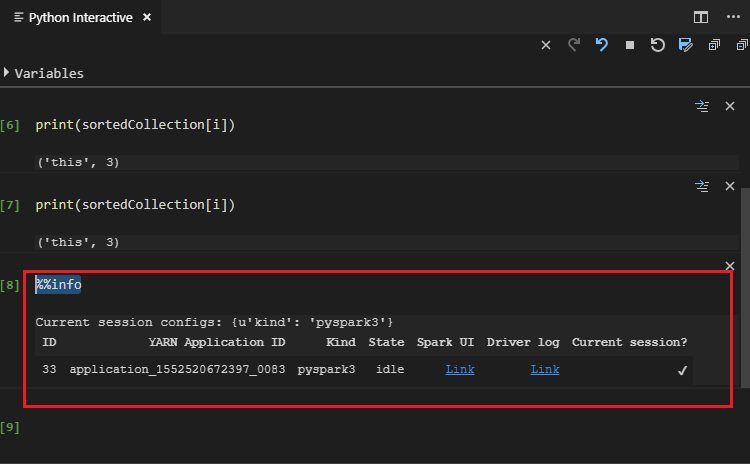 Python Interactive
Variables
[6] print(sortedCollection[i])
('this', 3)
[7] print(sortedCollection[i])
('this', 3)
[8] %%info
Current session configs: {u'kind': 'pyspark3'}
ID YARN Application ID Kind State Spark UI Driver log Current session?
33 application_1552520672397_0083 pyspark3 idle Link Link ✓
[9]